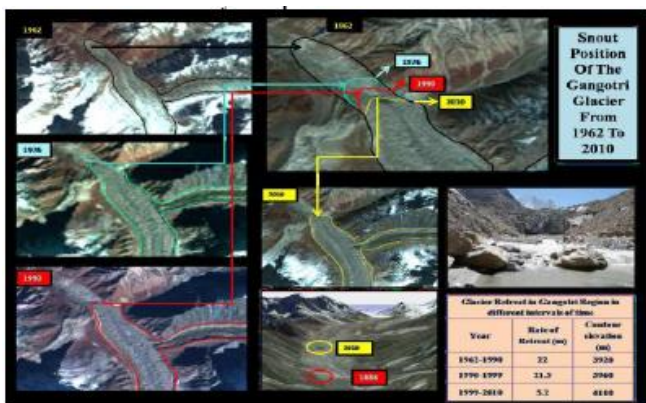 1962
1962
Snout
Position
Of The
Gangotri
Glacier
From
1962 To
2010
1976
1990
2010
1976
2010
1990
2010
Glacier Retreat in Gangotri Region in
different intervals of time
Year
Rate of
Retreat (m)
Contour
elevation
(m)
1962-1990
22
3920
1990-1999
21.3
3960
1999-2010
5.2